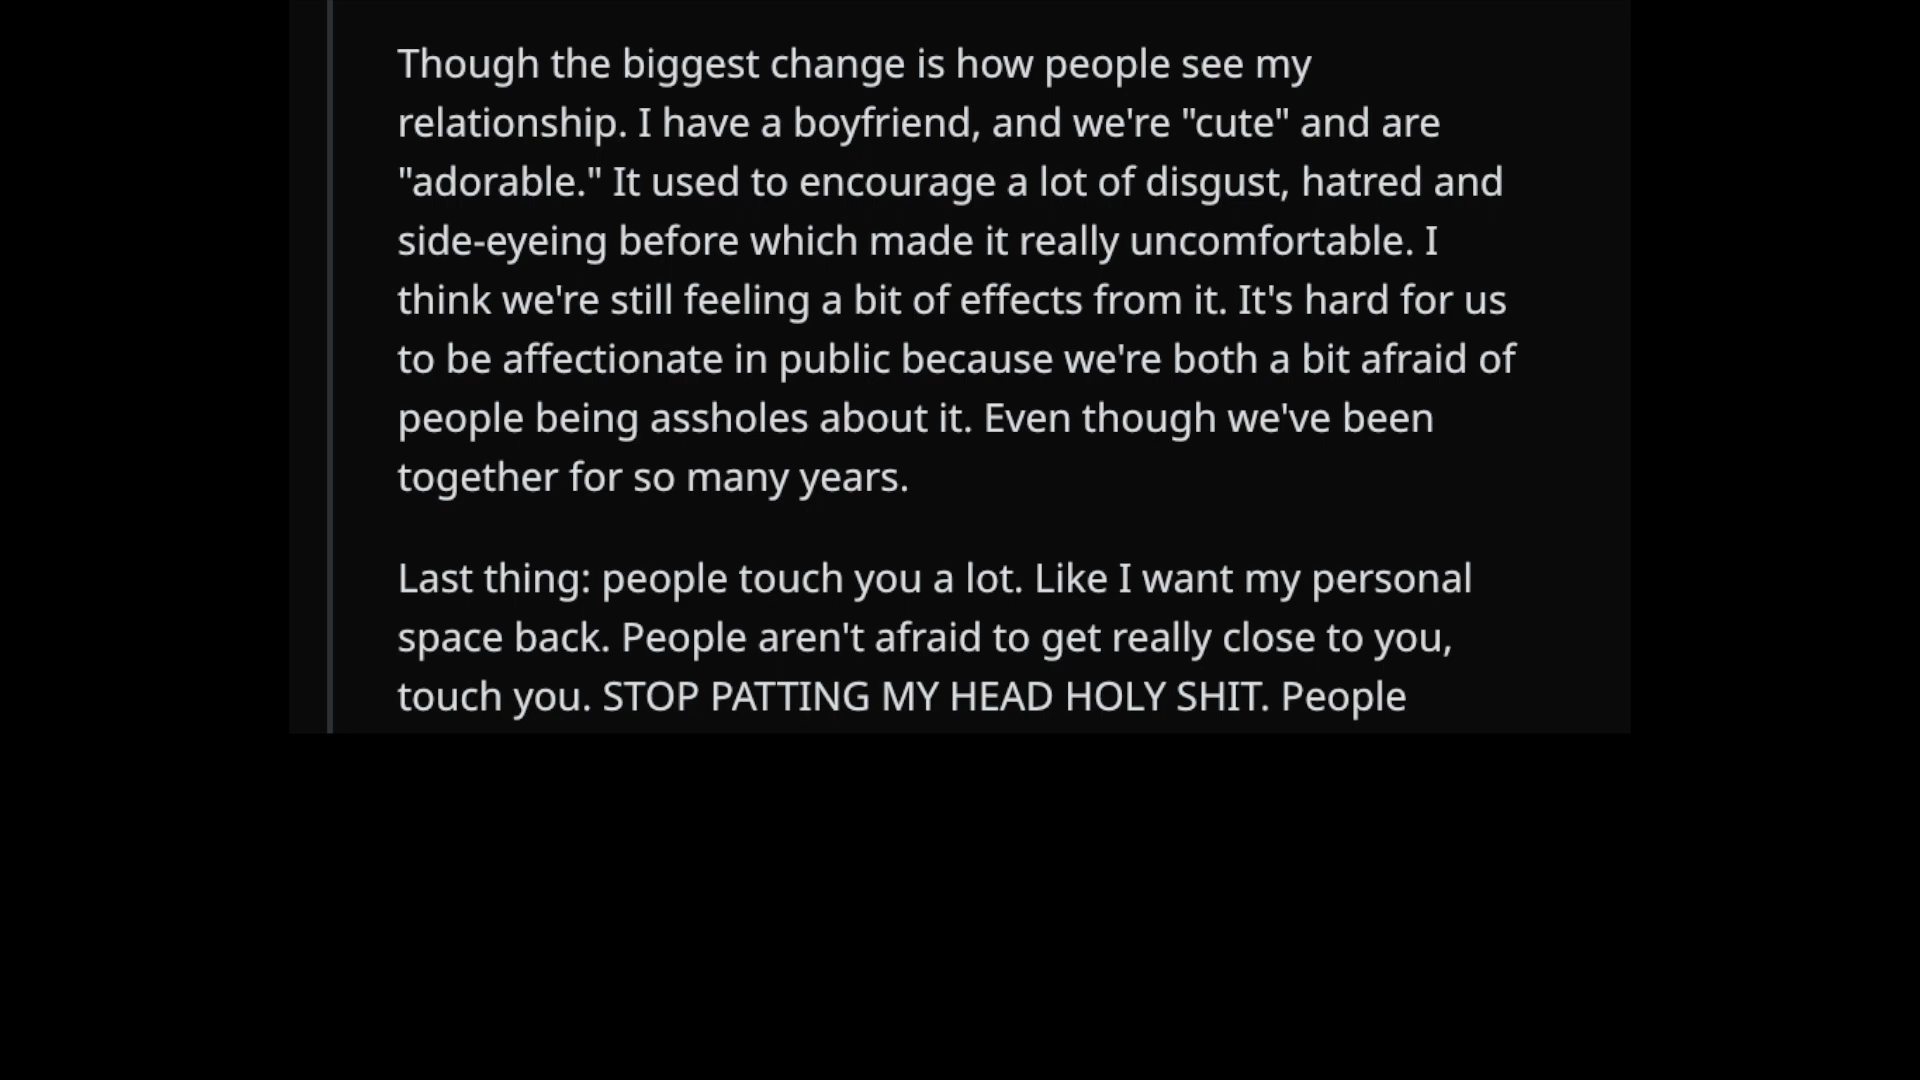 Though the biggest change is how people see my
relationship. I have a boyfriend, and we're "cute" and are
"adorable." It used to encourage a lot of disgust, hatred and
side-eyeing before which made it really uncomfortable. I
think we're still feeling a bit of effects from it. It's hard for us
to be affectionate in public because we're both a bit afraid of
people being assholes about it. Even though we've been
together for so many years.
Last thing: people touch you a lot. Like I want my personal
space back. People aren't afraid to get really close to you,
touch you. STOP PATTING MY HEAD HOLY SHIT. People